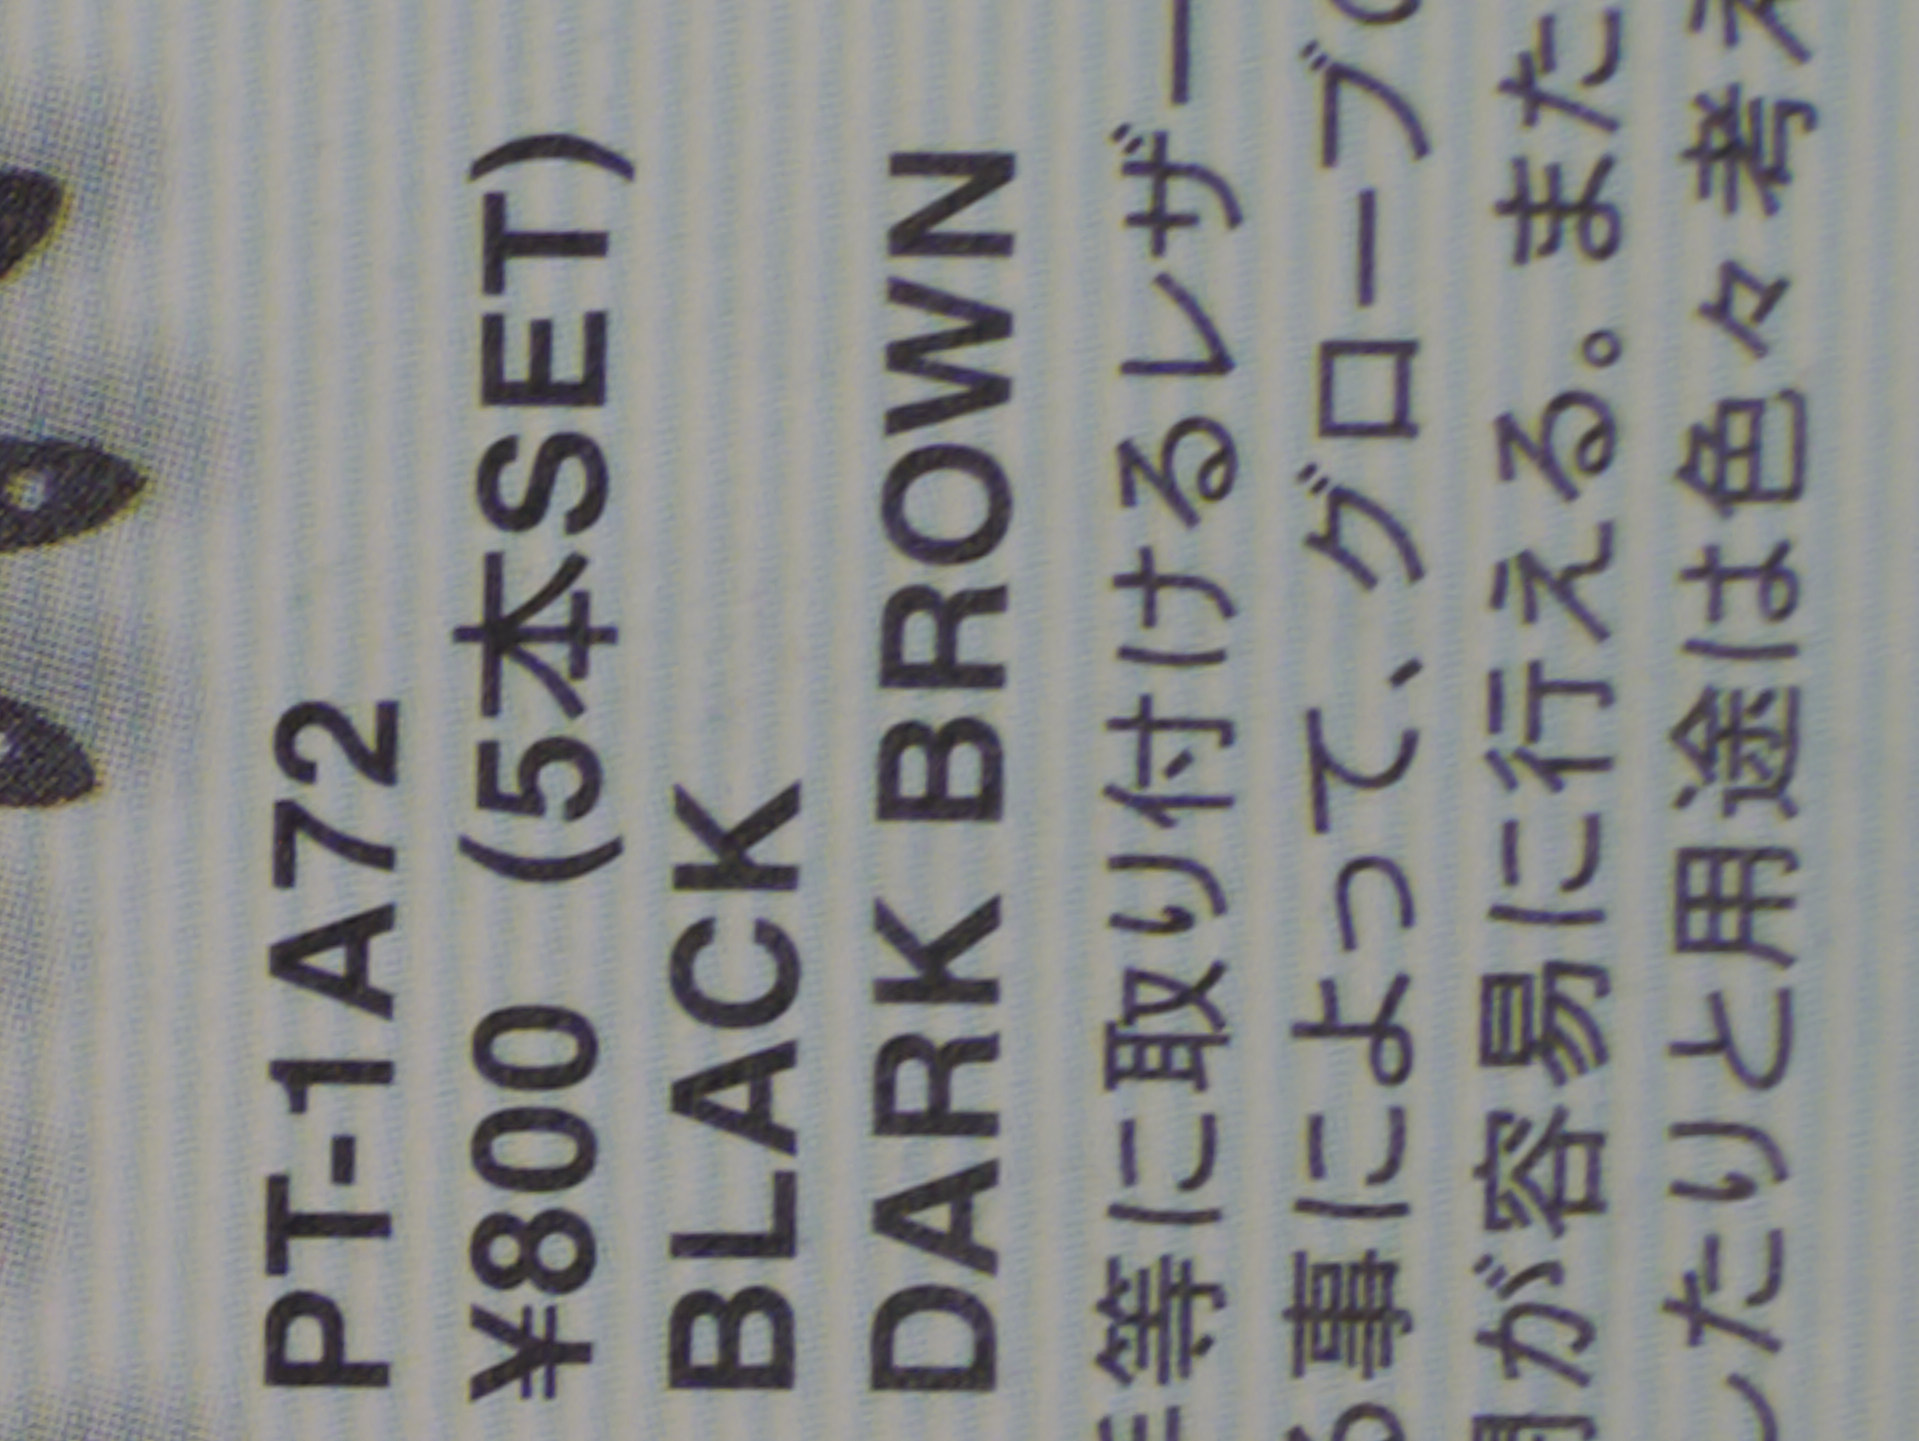 PT-1A72
¥800 (5本SET)
BLACK
DARK BROWN
等に取り付けるレザー
る事によって、グローブ
が容易に行える。また
したりと用途は色々考え